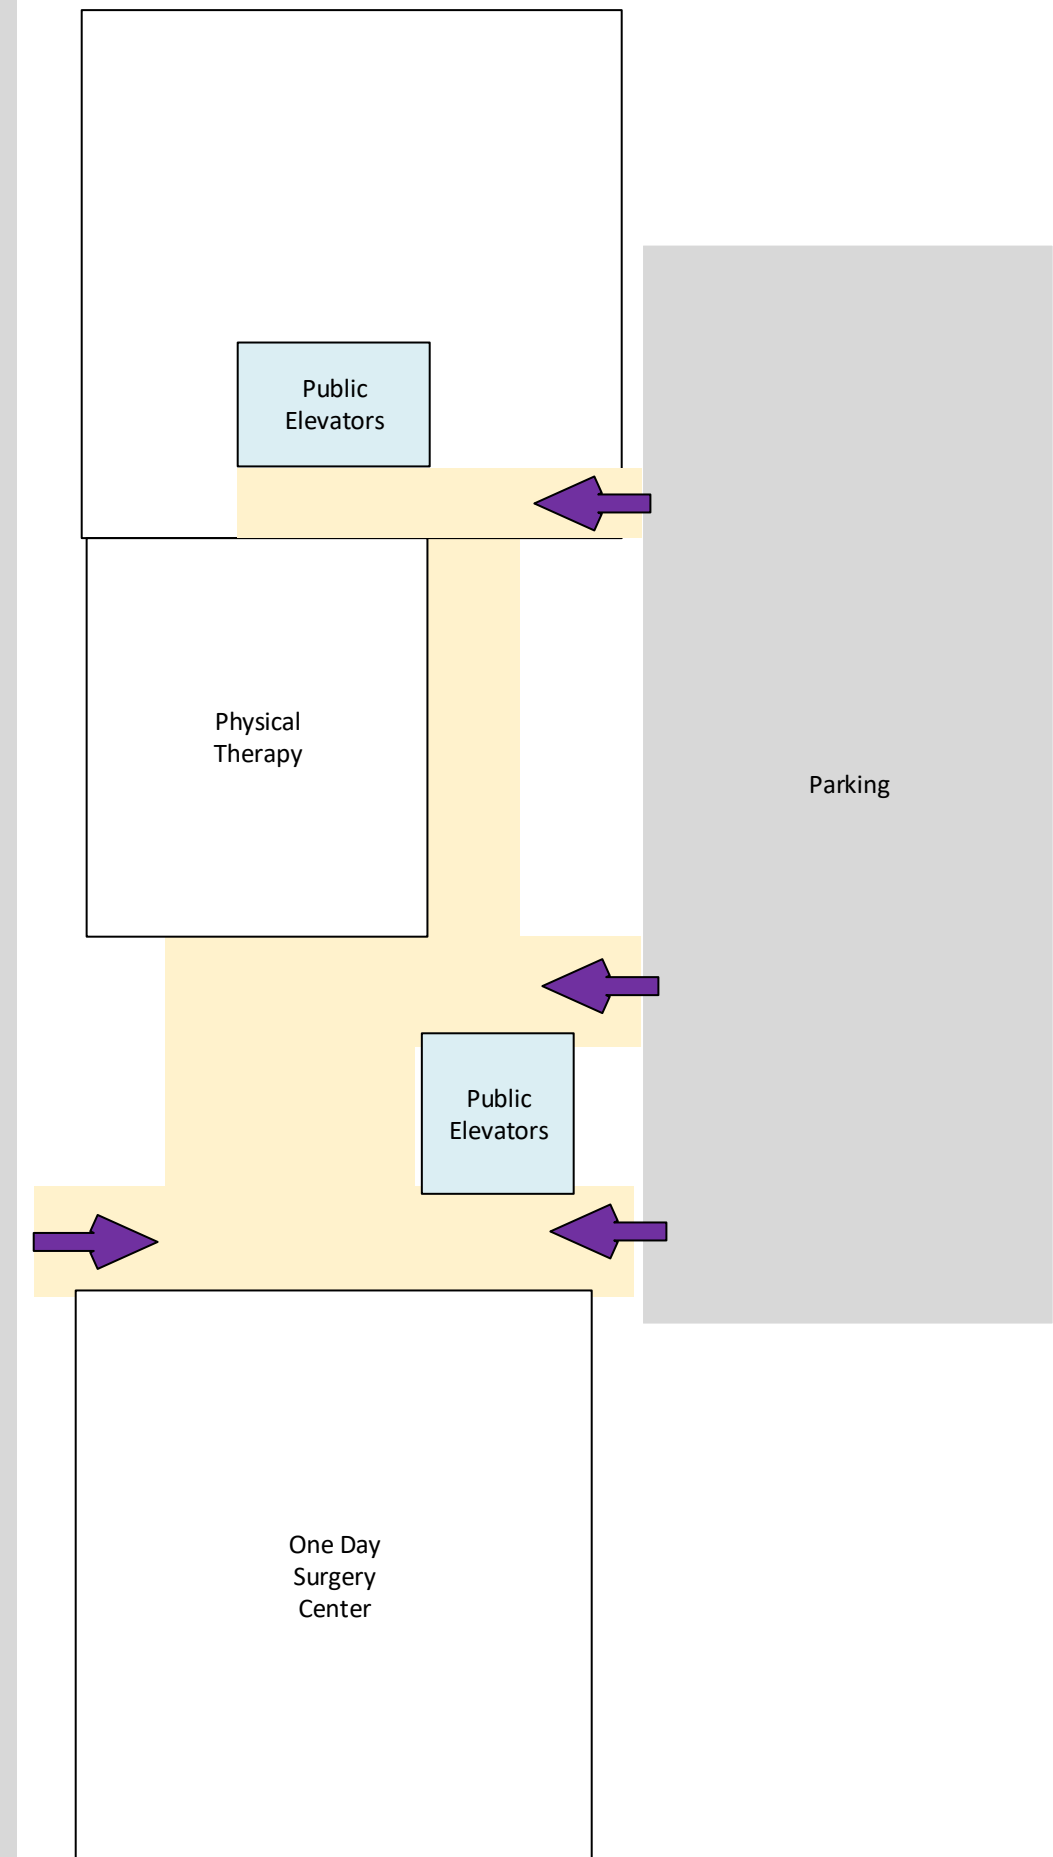 Public
Elevators
Physical
Therapy
Parking
Public
Elevators
One Day
Surgery
Center